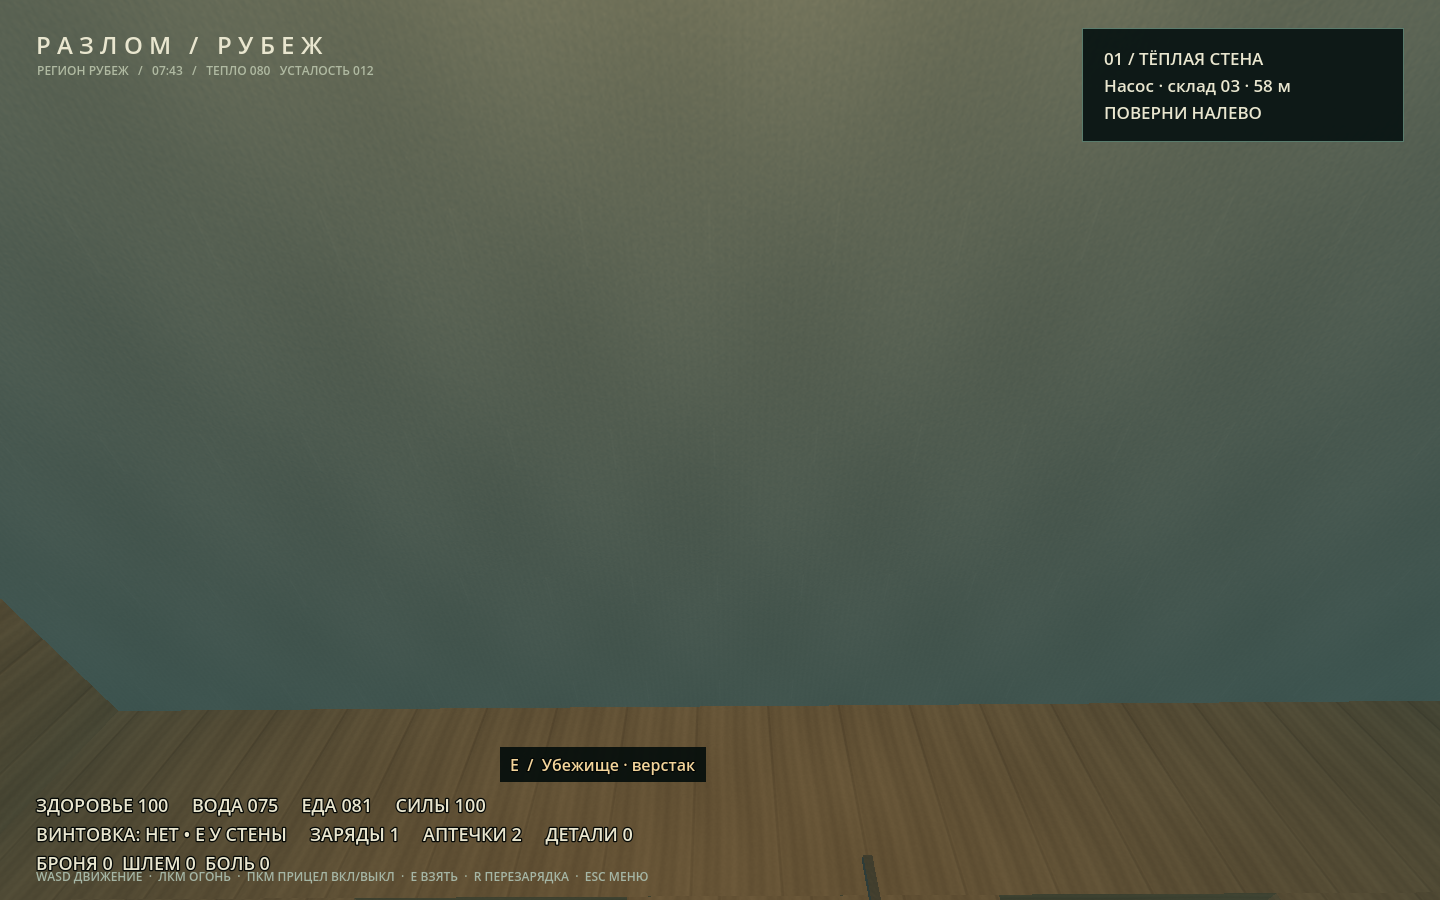 РАЗЛОМ / РУБЕЖ
РЕГИОН РУБЕЖ / 07:43 / ТЕПЛО 080 УСТАЛОСТЬ 012
01 / ТЁПЛАЯ СТЕНА
Насос · склад 03 · 58 м
ПОВЕРНИ НАЛЕВО
E / Убежище · верстак
ЗДОРОВЬЕ 100 ВОДА 075 ЕДА 081 СИЛЫ 100
ВИНТОВКА: НЕТ • E У СТЕНЫ ЗАРЯДЫ 1 АПТЕЧКИ 2 ДЕТАЛИ 0
БРОНЯ 0 ШЛЕМ 0 БОЛЬ 0
WASD ДВИЖЕНИЕ · ЛКМ ОГОНЬ · ПКМ ПРИЦЕЛ ВКЛ/ВЫКЛ · E ВЗЯТЬ · R ПЕРЕЗАРЯДКА · ESC МЕНЮ